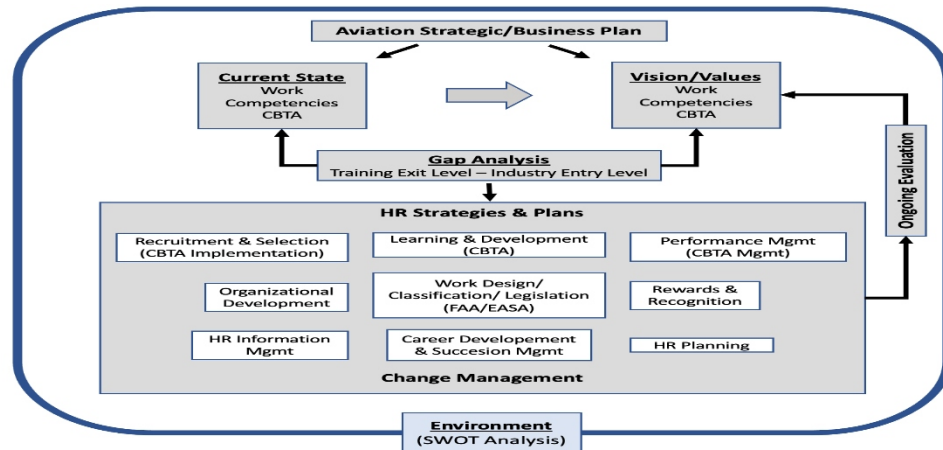 Aviation Strategic/Business Plan
Current State
Work
Competencies
CBTA
Vision/Values
Work
Competencies
CBTA
Gap Analysis
Training Exit Level – Industry Entry Level
Ongoing Evaluation
HR Strategies & Plans
Recruitment & Selection
(CBTA Implementation)
Learning & Development
(CBTA)
Performance Mgmt
(CBTA Mgmt)
Organizational
Development
Work Design/
Classification/ Legislation
(FAA/EASA)
Rewards &
Recognition
HR Information
Mgmt
Career Developement
& Succesion Mgmt
HR Planning
Change Management
Environment
(SWOT Analysis)